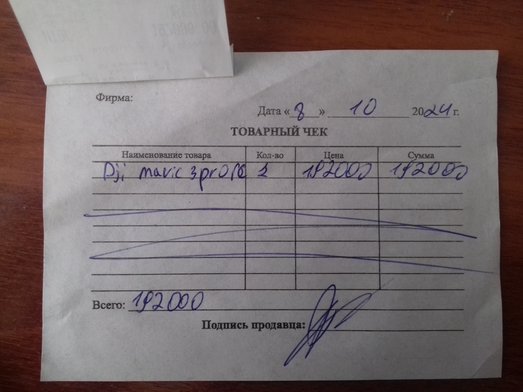 Фирма:
Дата « 8 » 10 2024 г.
ТОВАРНЫЙ ЧЕК
Наименование товара Кол-во Цена Сумма
Dji mavic 3pro 1 192000 192000
Всего: 192000
Подпись продавца: